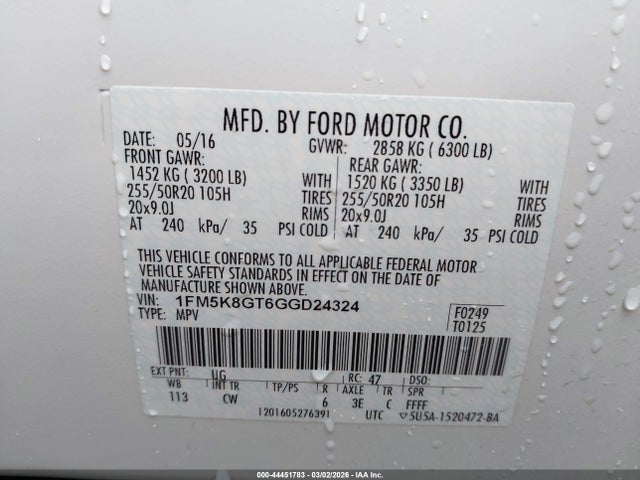 MFD. BY FORD MOTOR CO.
DATE: 05/16 GVWR: 2858 KG ( 6300 LB)
FRONT GAWR: REAR GAWR:
1452 KG ( 3200 LB) WITH 1520 KG ( 3350 LB) WITH
255/50R20 105H TIRES 255/50R20 105H TIRES
20x9.0J RIMS 20x9.0J RIMS
AT 240 kPa/ 35 PSI COLD AT 240 kPa/ 35 PSI COLD
THIS VEHICLE CONFORMS TO ALL APPLICABLE FEDERAL MOTOR
VEHICLE SAFETY STANDARDS IN EFFECT ON THE DATE OF
MANUFACTURE SHOWN ABOVE.
VIN: 1FM5K8GT6GGD24324 F0249
TYPE: MPV T0125
EXT PNT: UG RC: 47 DSO:
WB INT TR TP/PS R AXLE TR SPR
113 CW 6 3E C FFFF
1201605276391 UTC ▽5U5A-1520472-BA
000-44451783 - 03/02/2026 - IAA Inc.